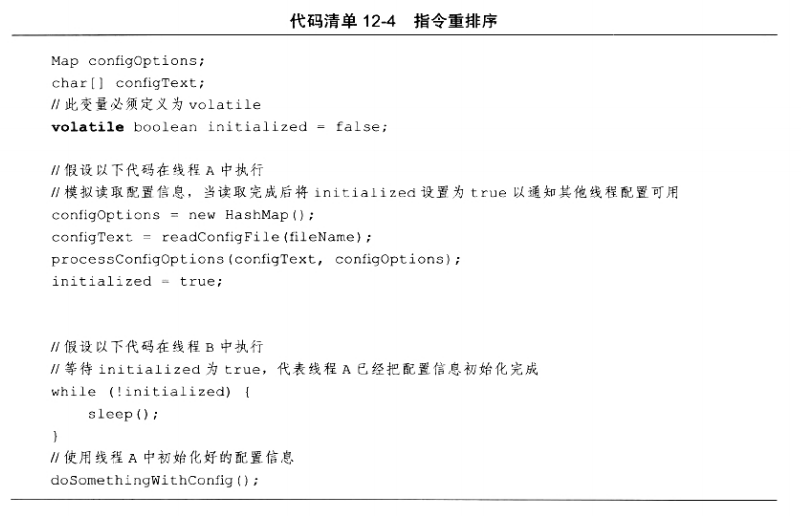 代码清单 12-4 指令重排序
Map configOptions;
char[] configText;
//此变量必须定义为 volatile
volatile boolean initialized = false;
//假设以下代码在线程 A 中执行
//模拟读取配置信息，当读取完成后将 initialized 设置为 true 以通知其他线程配置可用
configOptions = new HashMap();
configText = readConfigFile(fileName);
processConfigOptions(configText, configOptions);
initialized = true;
//假设以下代码在线程 B 中执行
//等待 initialized 为 true，代表线程 A 已经把配置信息初始化完成
while (!initialized) {
sleep();
}
//使用线程 A 中初始化好的配置信息
doSomethingWithConfig();